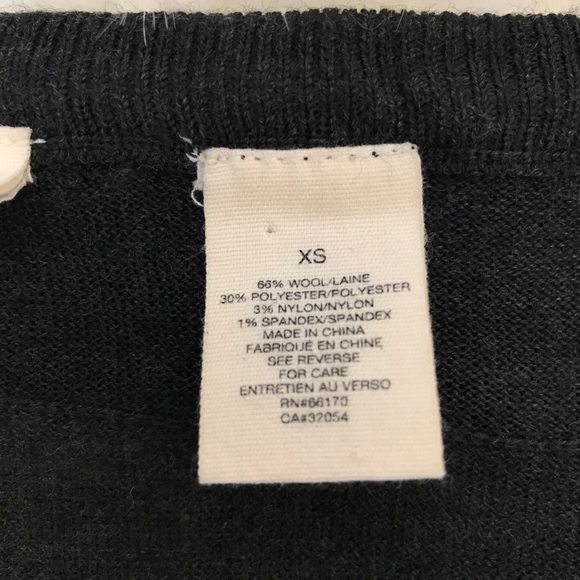 XS
66% WOOL/LAINE
30% POLYESTER/POLYESTER
3% NYLON/NYLON
1% SPANDEX/SPANDEX
MADE IN CHINA
FABRIQUÉ EN CHINE
SEE REVERSE
FOR CARE
ENTRETIEN AU VERSO
RN#66170
CA#32054